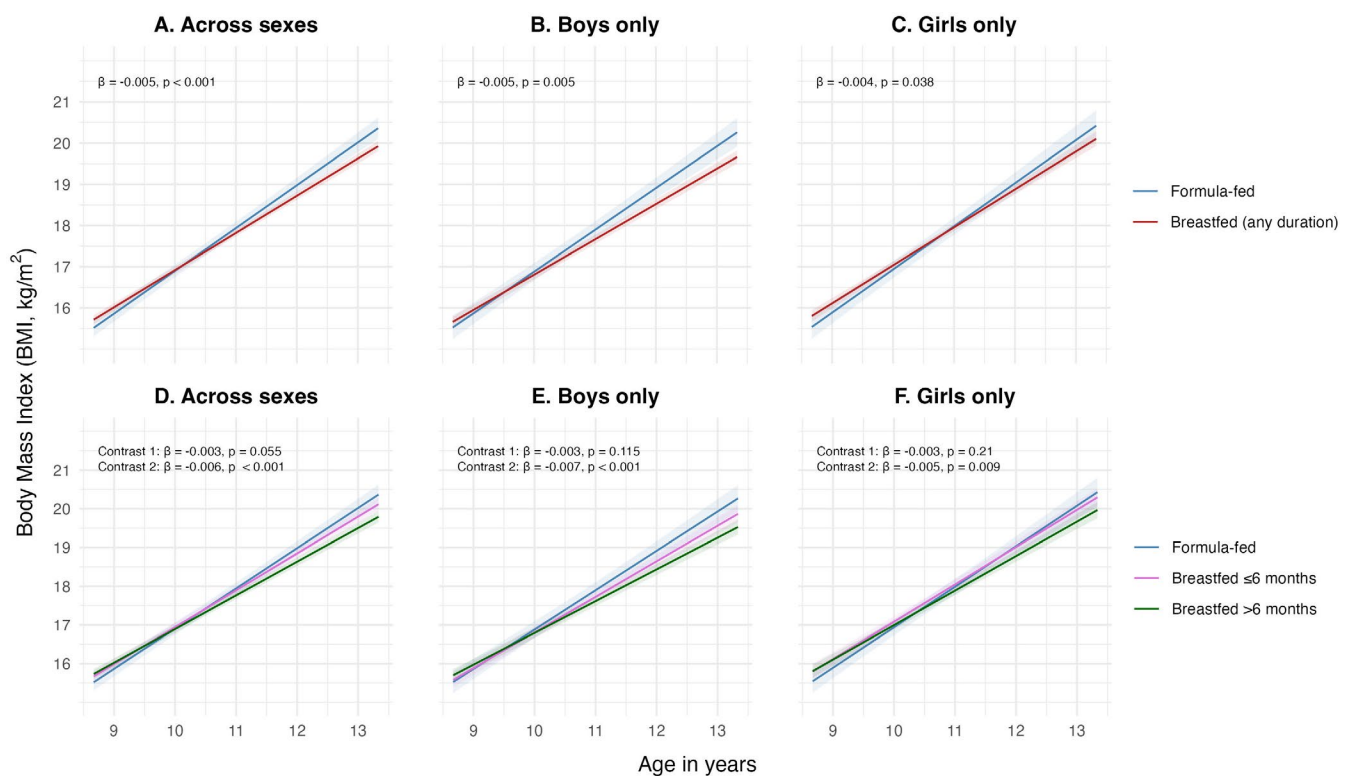 A. Across sexes
B. Boys only
C. Girls only
β = -0.005, p < 0.001
β = -0.005, p = 0.005
β = -0.004, p = 0.038
21
20
19
18
17
16
Formula-fed
Breastfed (any duration)
Body Mass Index (BMI, kg/m²)
D. Across sexes
E. Boys only
F. Girls only
Contrast 1: β = -0.003, p = 0.055
Contrast 2: β = -0.006, p < 0.001
Contrast 1: β = -0.003, p = 0.115
Contrast 2: β = -0.007, p < 0.001
Contrast 1: β = -0.003, p = 0.21
Contrast 2: β = -0.005, p = 0.009
21
20
19
18
17
16
Formula-fed
Breastfed ≤6 months
Breastfed >6 months
9 10 11 12 13
9 10 11 12 13
9 10 11 12 13
Age in years